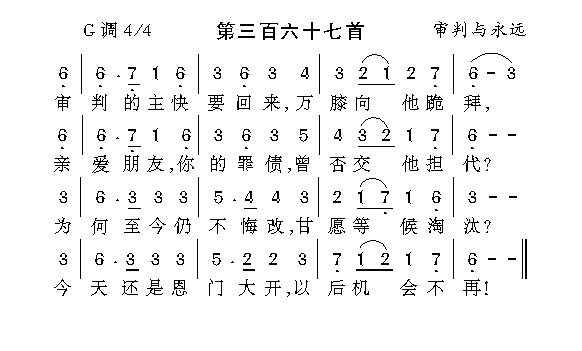 G 调 4/4 第三百六十七首 审判与永远
6 | 6 . 7 1 6 | 3 6 3 4 | 3 2 1 2 7 | 6 - 3
审 判 的 主 快 要 回 来, 万 膝 向 他 跪 拜,
6 | 6 . 7 1 6 | 3 6 3 5 | 4 3 2 1 7 | 6 - -
亲 爱 朋 友, 你 的 罪 债, 曾 否 交 他 担 代?
3 | 6 . 3 3 3 | 5 . 4 4 3 | 2 1 7 1 6 | 3 - -
为 何 至 今 仍 不 悔 改, 甘 愿 等 候 淘 汰?
3 | 6 . 3 3 3 | 5 . 2 2 3 | 7 1 2 1 7 | 6 - - ‖
今 天 还 是 恩 门 大 开, 以 后 机 会 不 再!